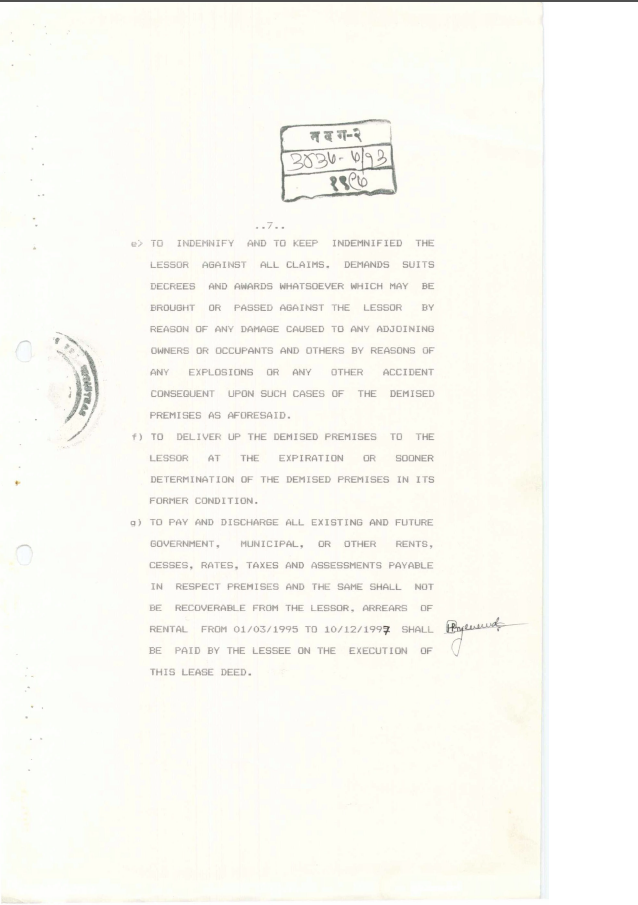 न द ग-२
..7..
e) TO INDEMNIFY AND TO KEEP INDEMNIFIED THE
LESSOR AGAINST ALL CLAIMS. DEMANDS SUITS
DECREES AND AWARDS WHATSOEVER WHICH MAY BE
BROUGHT OR PASSED AGAINST THE LESSOR BY
REASON OF ANY DAMAGE CAUSED TO ANY ADJOINING
OWNERS OR OCCUPANTS AND OTHERS BY REASONS OF
ANY EXPLOSIONS OR ANY OTHER ACCIDENT
CONSEQUENT UPON SUCH CASES OF THE DEMISED
PREMISES AS AFORESAID.
f) TO DELIVER UP THE DEMISED PREMISES TO THE
LESSOR AT THE EXPIRATION OR SOONER
DETERMINATION OF THE DEMISED PREMISES IN ITS
FORMER CONDITION.
g) TO PAY AND DISCHARGE ALL EXISTING AND FUTURE
GOVERNMENT, MUNICIPAL, OR OTHER RENTS,
CESSES, RATES, TAXES AND ASSESSMENTS PAYABLE
IN RESPECT PREMISES AND THE SAME SHALL NOT
BE RECOVERABLE FROM THE LESSOR, ARREARS OF
RENTAL FROM 01/03/1995 TO 10/12/1997 SHALL
BE PAID BY THE LESSEE ON THE EXECUTION OF
THIS LEASE DEED.